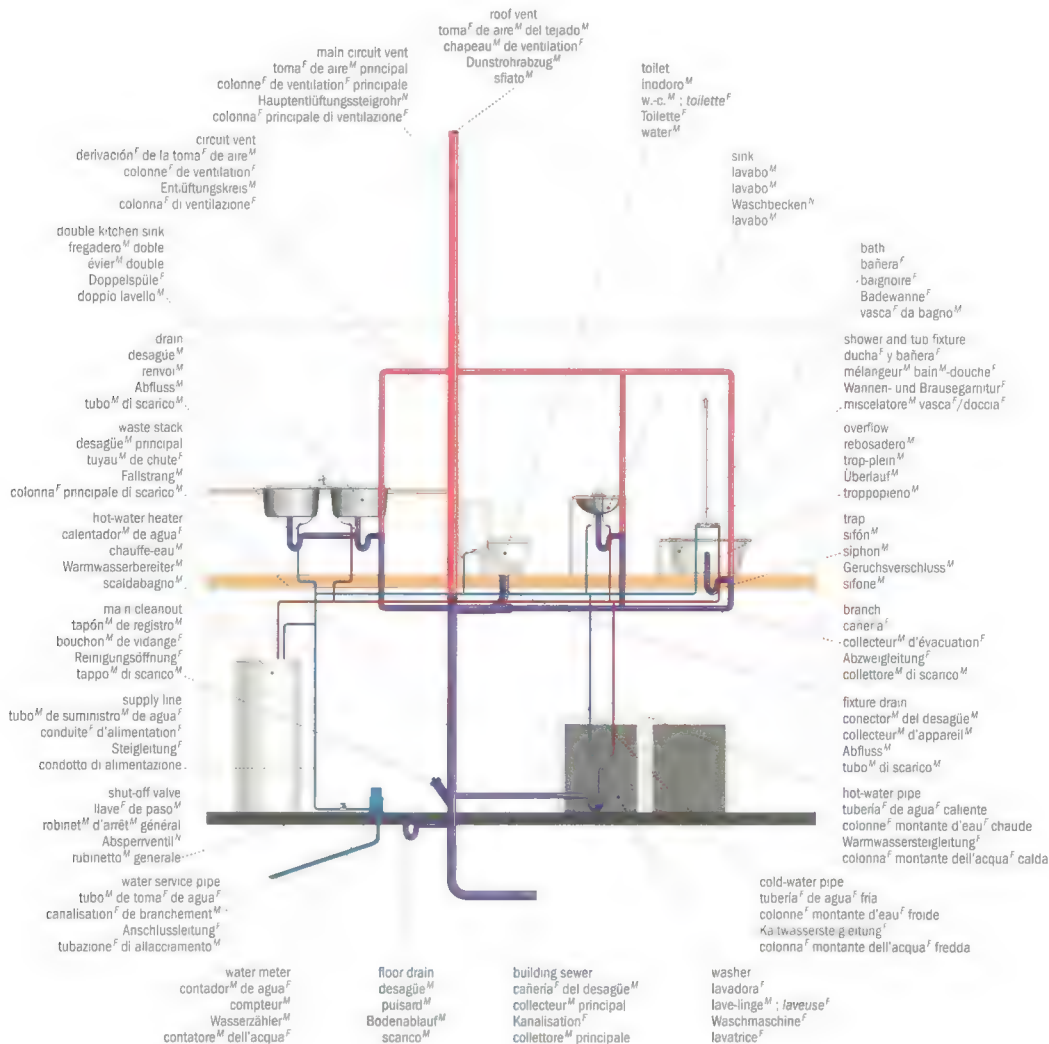 roof vent
toma^F de aire^M del tejado^M
chapeau^M de ventilation^F
Dunstrohrabzug^M
sfiato^M
main circuit vent
toma^F de aire^M principal
colonne^F de ventilation^F principale
Hauptentlüftungssteigrohr^N
colonna^F principale di ventilazione^F
toilet
inodoro^M
w.-c.^M ; toilette^F
Toilette^F
water^M
circuit vent
derivación^F de la toma^F de aire^M
colonne^F de ventilation^F
Entlüftungskreis^M
colonna^F di ventilazione^F
sink
lavabo^M
lavabo^M
Waschbecken^N
lavabo^M
double kitchen sink
fregadero^M doble
évier^M double
Doppelspüle^F
doppio lavello^M
bath
bañera^F
baignoire^F
Badewanne^F
vasca^F da bagno^M
drain
desagüe^M
renvoi^M
Abfluss^M
tubo^M di scarico^M
shower and tub fixture
ducha^F y bañera^F
mélangeur^M bain^M-douche^F
Wannen- und Brausegarnitur^F
miscelatore^M vasca^F/doccia^F
waste stack
desagüe^M principal
tuyau^M de chute^F
Fallstrang^M
colonna^F principale di scarico^M
overflow
rebosadero^M
trop-plein^M
Überlauf^M
troppopieno^M
hot-water heater
calentador^M de agua^F
chauffe-eau^M
Warmwasserbereiter^M
scaldabagno^M
trap
sifón^M
siphon^M
Geruchsverschluss^M
sifone^M
main cleanout
tapón^M de registro^M
bouchon^M de vidange^F
Reinigungsöffnung^F
tappo^M di scarico^M
branch
cañería^F
collecteur^M d'évacuation^F
Abzweigleitung^F
collettore^M di scarico^M
supply line
tubo^M de suministro^M de agua^F
conduite^F d'alimentation^F
Steigleitung^F
condotto di alimentazione
fixture drain
conector^M del desagüe^M
collecteur^M d'appareil^M
Abfluss^M
tubo^M di scarico^M
shut-off valve
llave^F de paso^M
robinet^M d'arrêt^M général
Absperrventil^N
rubinetto^M generale
hot-water pipe
tubería^F de agua^F caliente
colonne^F montante d'eau^F chaude
Warmwassersteigleitung^F
colonna^F montante dell'acqua^F calda
water service pipe
tubo^M de toma^F de agua^F
canalisation^F de branchement^M
Anschlussleitung^F
tubazione^F di allacciamento^M
cold-water pipe
tubería^F de agua^F fría
colonne^F montante d'eau^F froide
Kaltwassersteigleitung^F
colonna^F montante dell'acqua^F fredda
water meter
contador^M de agua^F
compteur^M
Wasserzähler^M
contatore^M dell'acqua^F
floor drain
desagüe^M
puisard^M
Bodenablauf^M
scarico^M
building sewer
cañería^F del desagüe^M
collecteur^M principal
Kanalisation^F
collettore^M principale
washer
lavadora^F
lave-linge^M ; laveuse^F
Waschmaschine^F
lavatrice^F